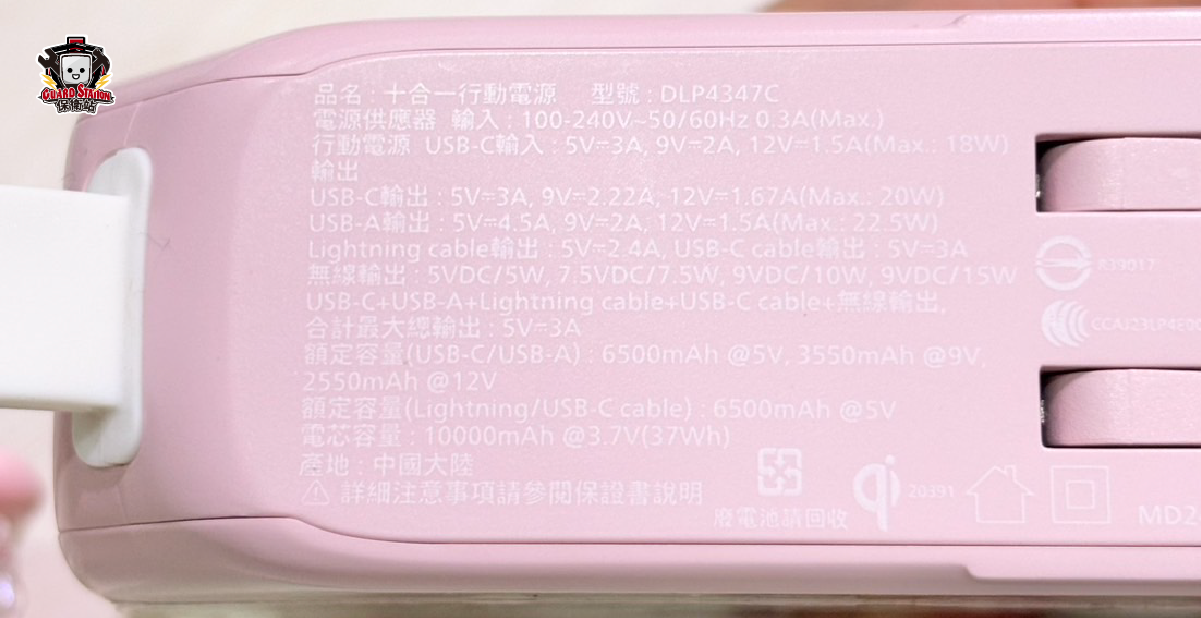 GUARD STATION
保衛站
品名 : 十合一行動電源 型號 : DLP4347C
電源供應器 輸入 : 100-240V~50/60Hz 0.3A(Max.)
行動電源 USB-C輸入 : 5V⎓3A, 9V⎓2A, 12V⎓1.5A(Max.: 18W)
輸出
USB-C輸出 : 5V⎓3A, 9V⎓2.22A, 12V⎓1.67A(Max.: 20W)
USB-A輸出 : 5V⎓4.5A, 9V⎓2A, 12V⎓1.5A(Max.: 22.5W)
Lightning cable輸出 : 5V⎓2.4A, USB-C cable輸出 : 5V⎓3A
無線輸出 : 5VDC/5W, 7.5VDC/7.5W, 9VDC/10W, 9VDC/15W
USB-C+USB-A+Lightning cable+USB-C cable+無線輸出,
合計最大總輸出 : 5V⎓3A
額定容量(USB-C/USB-A) : 6500mAh @5V, 3550mAh @9V,
2550mAh @12V
額定容量(Lightning/USB-C cable) : 6500mAh @5V
電芯容量 : 10000mAh @3.7V(37Wh)
產地 : 中國大陸
詳細注意事項請參閱保證書說明
廢電池請回收
qi
20391
MD2